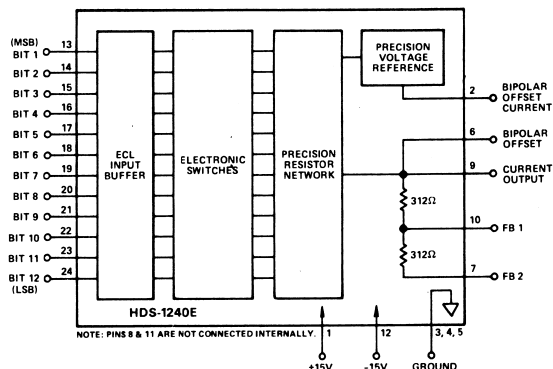 (MSB)
BIT 1 13
BIT 2 14
BIT 3 15
BIT 4 16
BIT 5 17
BIT 6 18
BIT 7 19
BIT 8 20
BIT 9 21
BIT 10 22
BIT 11 23
BIT 12 24
(LSB)
ECL
INPUT
BUFFER
ELECTRONIC
SWITCHES
PRECISION
RESISTOR
NETWORK
PRECISION
VOLTAGE
REFERENCE
2 BIPOLAR
OFFSET
CURRENT
6 BIPOLAR
OFFSET
9 CURRENT
OUTPUT
312Ω
10 FB 1
312Ω
7 FB 2
HDS-1240E
NOTE: PINS 8 & 11 ARE NOT CONNECTED INTERNALLY.
1 12 3, 4, 5
+15V -15V GROUND